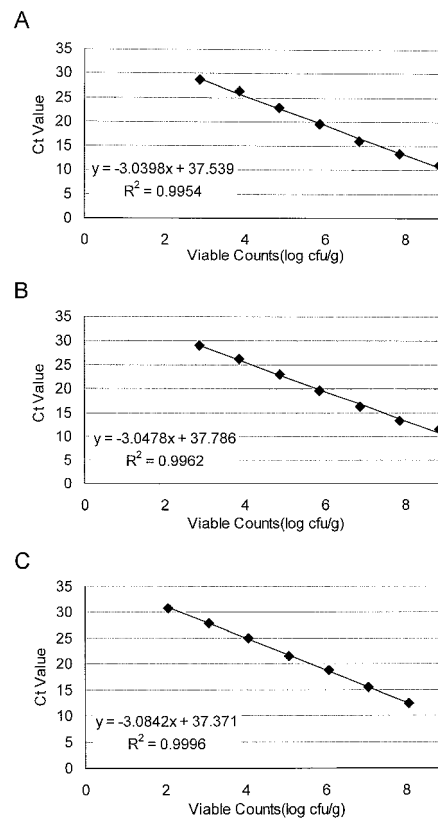 A
35
30
25
20
15
10
5
0
Ct Value
y = -3.0398x + 37.539
R² = 0.9954
0 2 4 6 8
Viable Counts(log cfu/g)
B
35
30
25
20
15
10
5
0
Ct Value
y = -3.0478x + 37.786
R² = 0.9962
0 2 4 6 8
Viable Counts(log cfu/g)
C
35
30
25
20
15
10
5
0
Ct Value
y = -3.0842x + 37.371
R² = 0.9996
0 2 4 6 8
Viable Counts(log cfu/g)